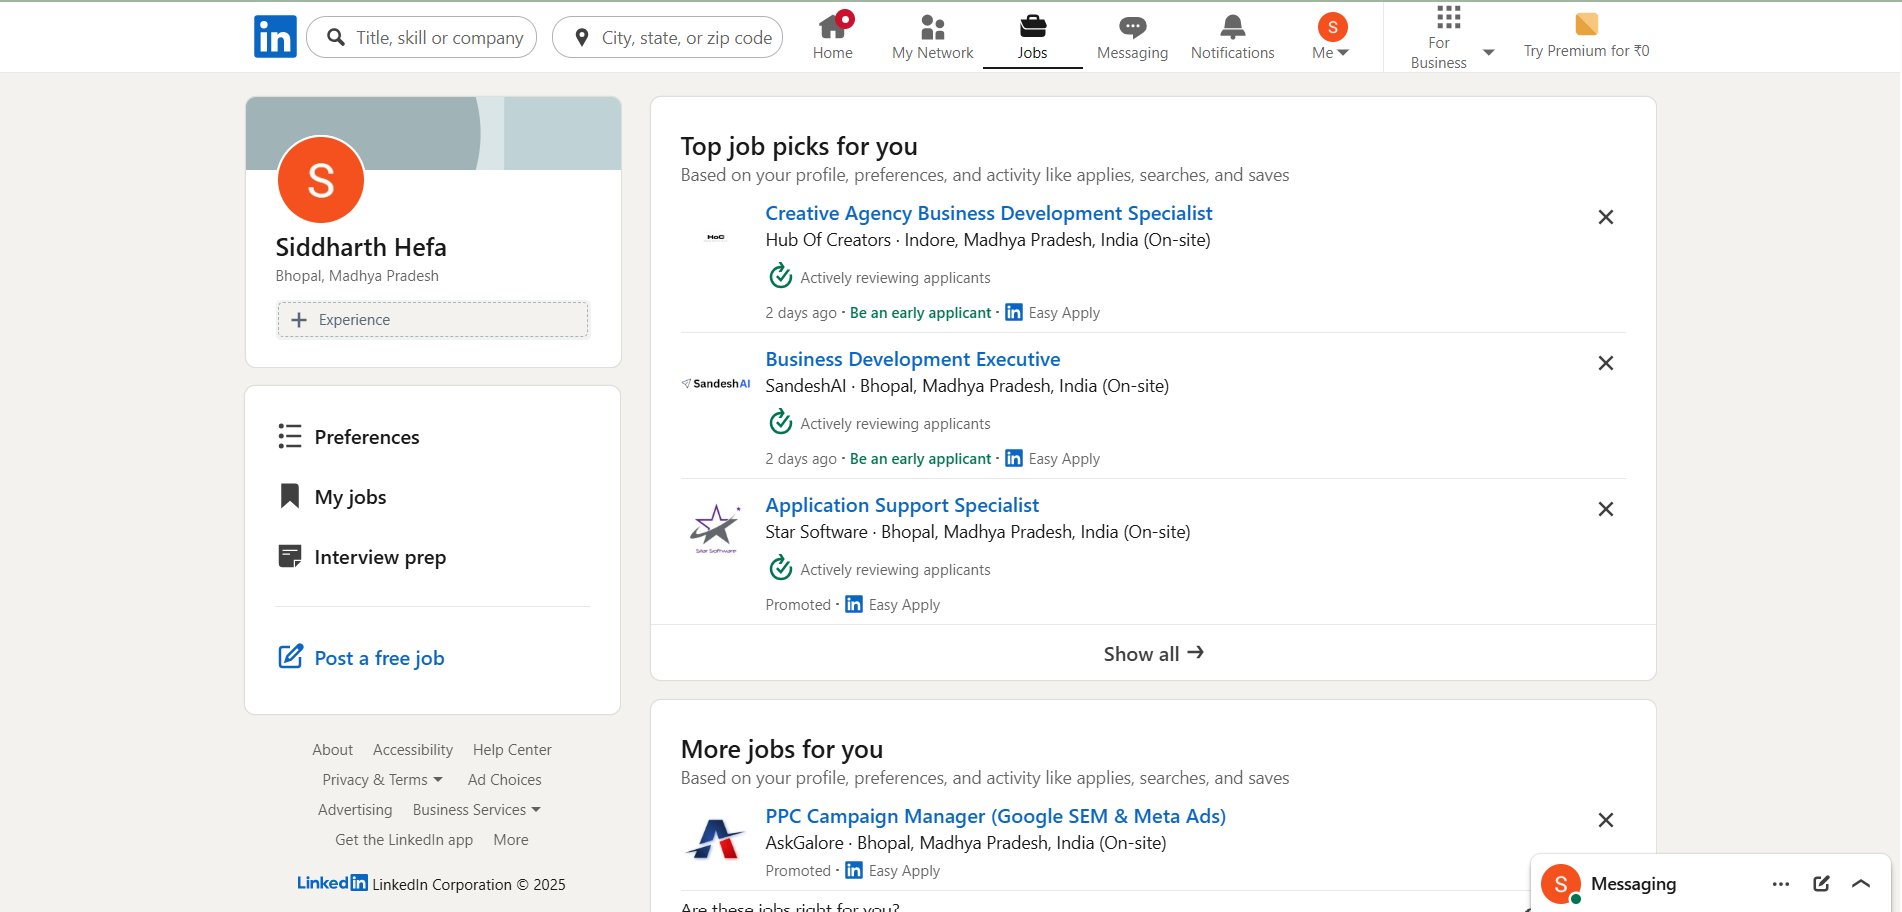 in
Title, skill or company
City, state, or zip code
Home
My Network
Jobs
Messaging
Notifications
S
Me
For
Business
Try Premium for ₹0
S
Siddharth Hefa
Bhopal, Madhya Pradesh
Experience
Preferences
My jobs
Interview prep
Post a free job
About Accessibility Help Center
Privacy & Terms Ad Choices
Advertising Business Services
Get the LinkedIn app More
LinkedIn LinkedIn Corporation © 2025
Top job picks for you
Based on your profile, preferences, and activity like applies, searches, and saves
HoC
Creative Agency Business Development Specialist
Hub Of Creators · Indore, Madhya Pradesh, India (On-site)
Actively reviewing applicants
2 days ago · Be an early applicant · in Easy Apply
SandeshAI
Business Development Executive
SandeshAI · Bhopal, Madhya Pradesh, India (On-site)
Actively reviewing applicants
2 days ago · Be an early applicant · in Easy Apply
Star Software
Application Support Specialist
Star Software · Bhopal, Madhya Pradesh, India (On-site)
Actively reviewing applicants
Promoted · in Easy Apply
Show all →
More jobs for you
Based on your profile, preferences, and activity like applies, searches, and saves
PPC Campaign Manager (Google SEM & Meta Ads)
AskGalore · Bhopal, Madhya Pradesh, India (On-site)
Promoted · in Easy Apply
Are these jobs right for you?
S
Messaging